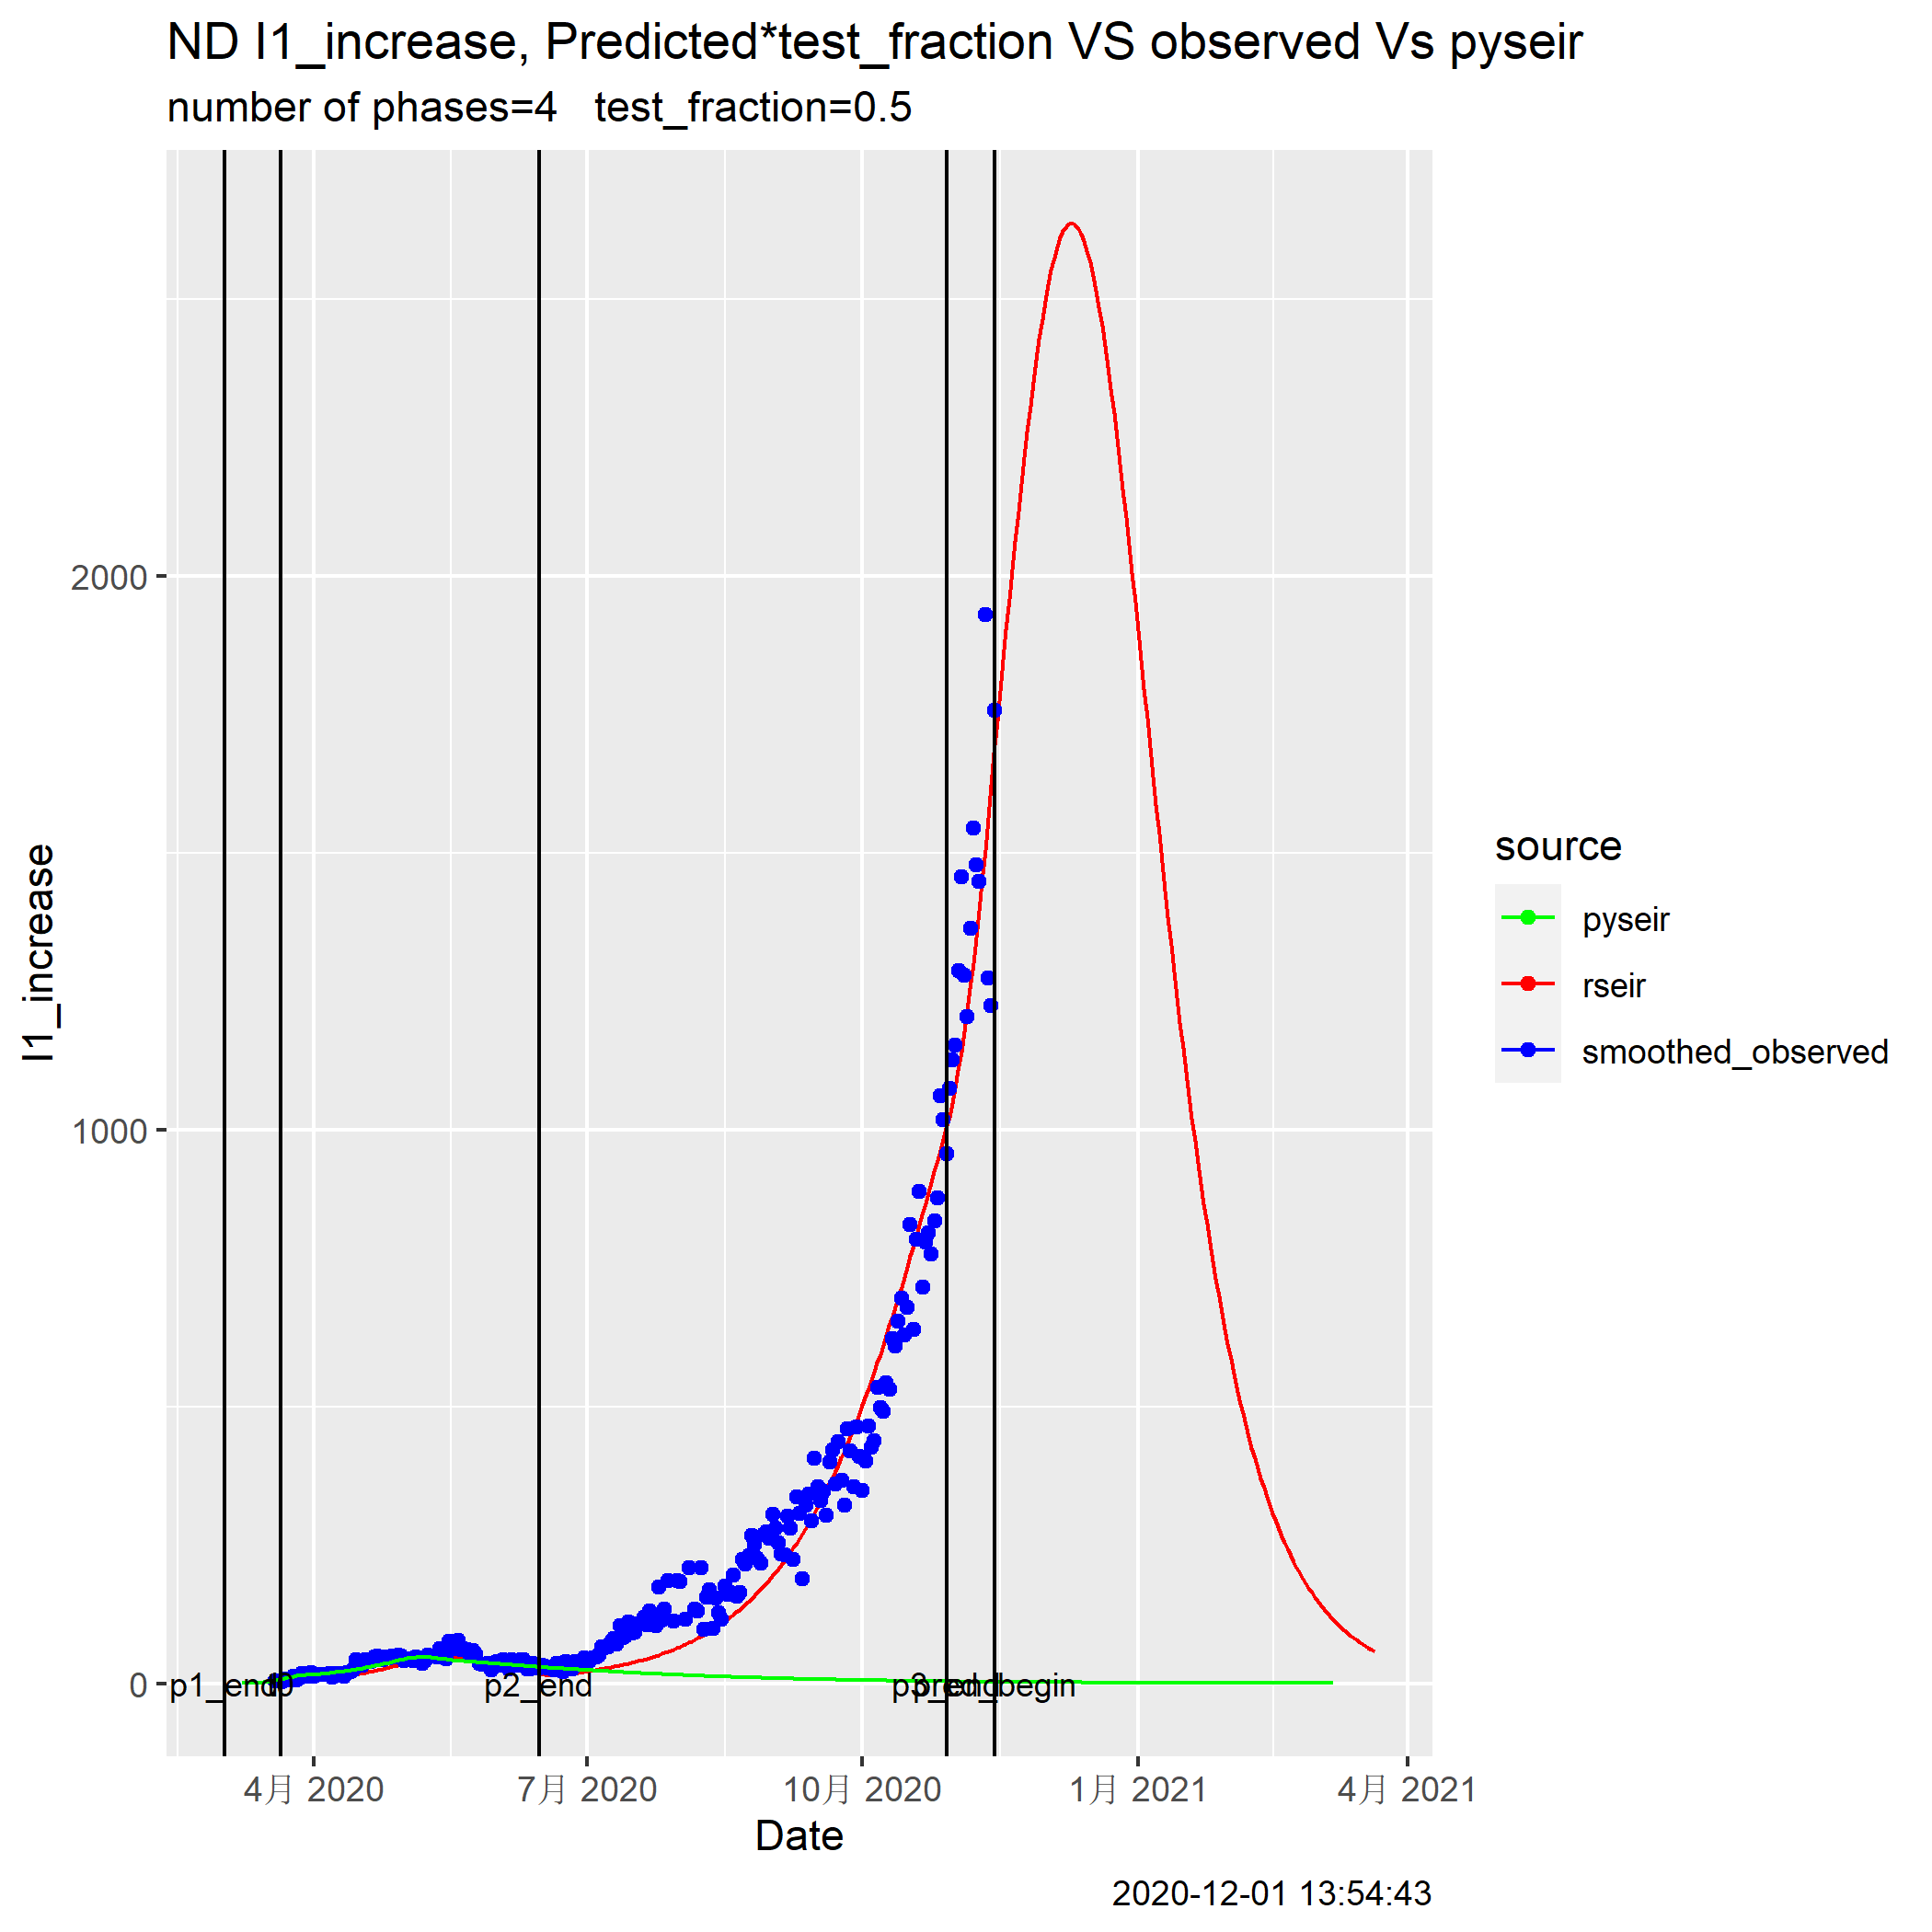 ND I1_increase, Predicted*test_fraction VS observed Vs pyseir
number of phases=4 test_fraction=0.5
I1_increase
2000
1000
0
p1_end
p2_end
4月 2020
7月 2020
10月 2020
1月 2021
4月 2021
Date
source
pyseir
rseir
smoothed_observed
2020-12-01 13:54:43